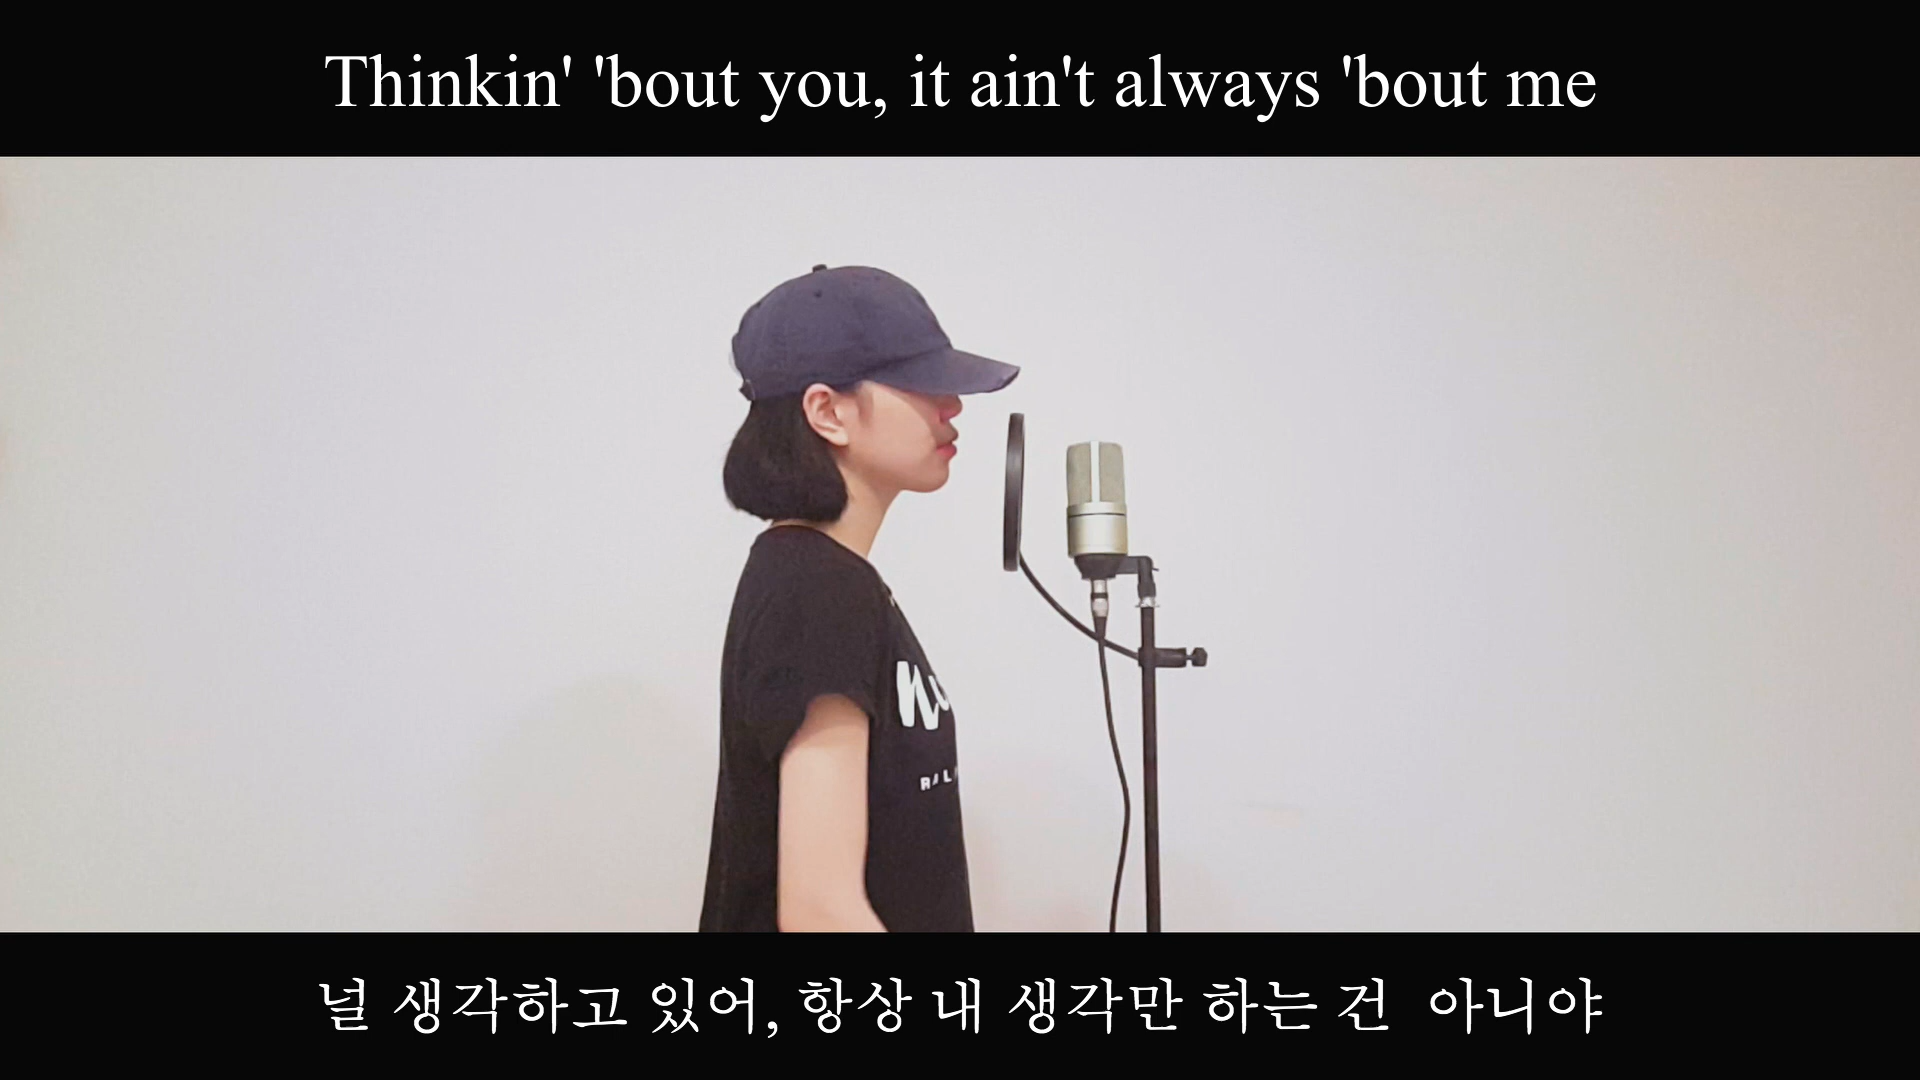 Thinkin' 'bout you, it ain't always 'bout me
널 생각하고 있어, 항상 내 생각만 하는 건 아니야